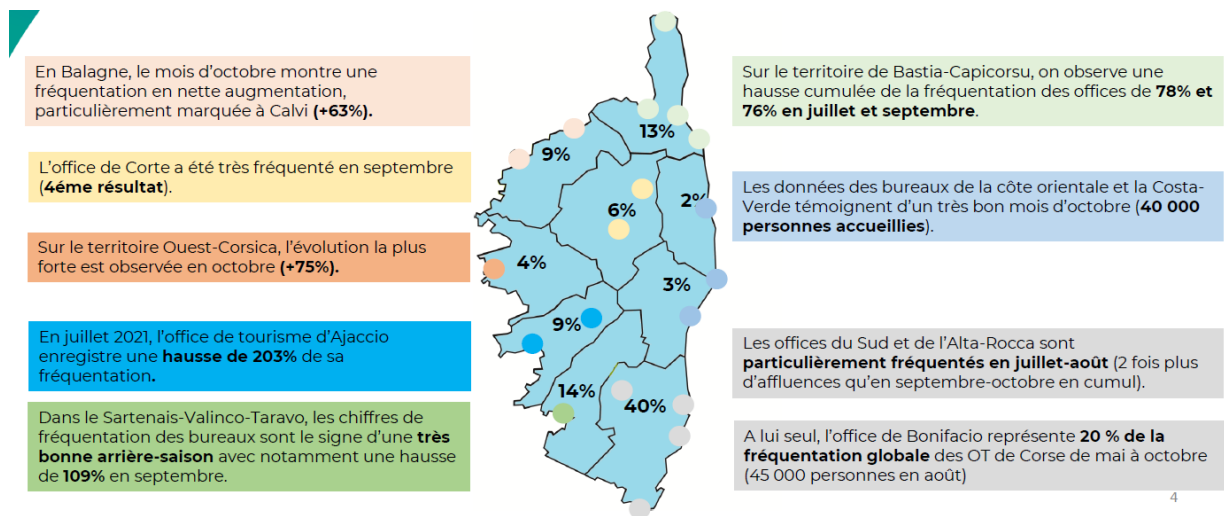 En Balagne, le mois d'octobre montre une
fréquentation en nette augmentation,
particulièrement marquée à Calvi (+63%).
L'office de Corte a été très fréquenté en septembre
(4éme résultat).
Sur le territoire Ouest-Corsica, l'évolution la plus
forte est observée en octobre (+75%).
En juillet 2021, l'office de tourisme d'Ajaccio
enregistre une hausse de 203% de sa
fréquentation.
Dans le Sartenais-Valinco-Taravo, les chiffres de
fréquentation des bureaux sont le signe d'une très
bonne arrière-saison avec notamment une hausse
de 109% en septembre.
13%
9%
2%
6%
4%
3%
9%
14%
40%
Sur le territoire de Bastia-Capicorsu, on observe une
hausse cumulée de la fréquentation des offices de 78% et
76% en juillet et septembre.
Les données des bureaux de la côte orientale et la Costa-
Verde témoignent d'un très bon mois d'octobre (40 000
personnes accueillies).
Les offices du Sud et de l'Alta-Rocca sont
particulièrement fréquentés en juillet-août (2 fois plus
d'affluences qu'en septembre-octobre en cumul).
A lui seul, l'office de Bonifacio représente 20 % de la
fréquentation globale des OT de Corse de mai à octobre
(45 000 personnes en août)
4